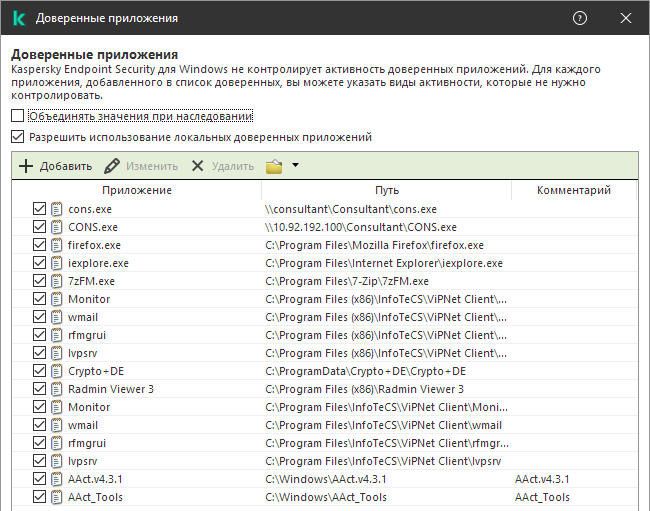 Доверенные приложения
Доверенные приложения
Kaspersky Endpoint Security для Windows не контролирует активность доверенных приложений. Для каждого
приложения, добавленного в список доверенных, вы можете указать виды активности, которые не нужно
контролировать.
Объединять значения при наследовании
Разрешить использование локальных доверенных приложений
Добавить Изменить Удалить
Приложение Путь Комментарий
cons.exe \\consultant\Consultant\cons.exe
CONS.exe \\10.92.192.100\Consultant\CONS.exe
firefox.exe C:\Program Files\Mozilla Firefox\firefox.exe
iexplore.exe C:\Program Files\Internet Explorer\iexplore.exe
7zFM.exe C:\Program Files\7-Zip\7zFM.exe
Monitor C:\Program Files (x86)\InfoTeCS\ViPNet Client\...
wmail C:\Program Files (x86)\InfoTeCS\ViPNet Client\...
rfmgrui C:\Program Files (x86)\InfoTeCS\ViPNet Client\...
lvpsrv C:\Program Files (x86)\InfoTeCS\ViPNet Client\...
Crypto+DE C:\ProgramData\Crypto+DE\Crypto+DE
Radmin Viewer 3 C:\Program Files (x86)\Radmin Viewer 3
Monitor C:\Program Files\InfoTeCS\ViPNet Client\Moni...
wmail C:\Program Files\InfoTeCS\ViPNet Client\wmail
rfmgrui C:\Program Files\InfoTeCS\ViPNet Client\rfmgr...
lvpsrv C:\Program Files\InfoTeCS\ViPNet Client\lvpsrv
AAct.v4.3.1 C:\Windows\AAct.v4.3.1 AAct.v4.3.1
AAct_Tools C:\Windows\AAct_Tools AAct_Tools